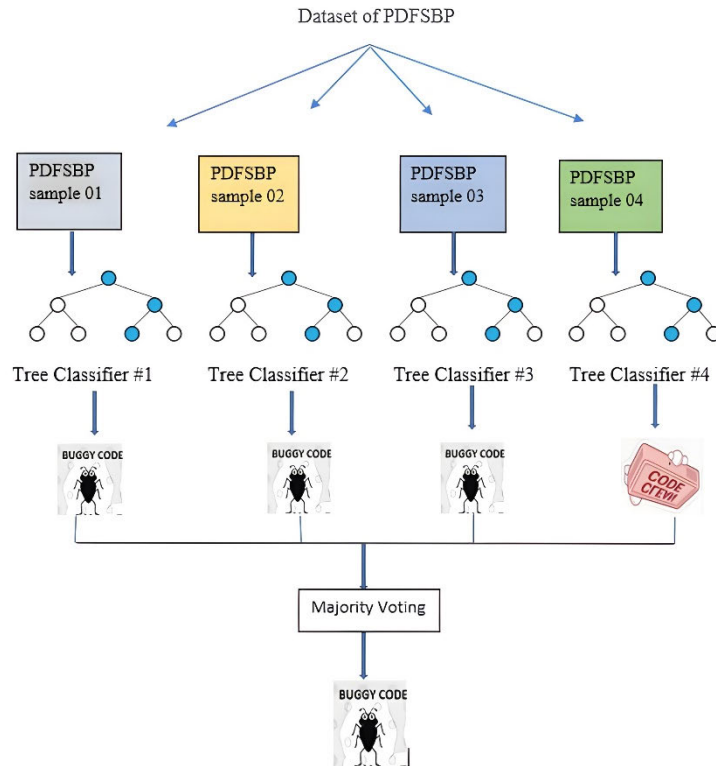 Dataset of PDFSBP
PDFSBP
sample 01
PDFSBP
sample 02
PDFSBP
sample 03
PDFSBP
sample 04
Tree Classifier #1
Tree Classifier #2
Tree Classifier #3
Tree Classifier #4
BUGGY CODE
BUGGY CODE
BUGGY CODE
CODE
Majority Voting
BUGGY CODE